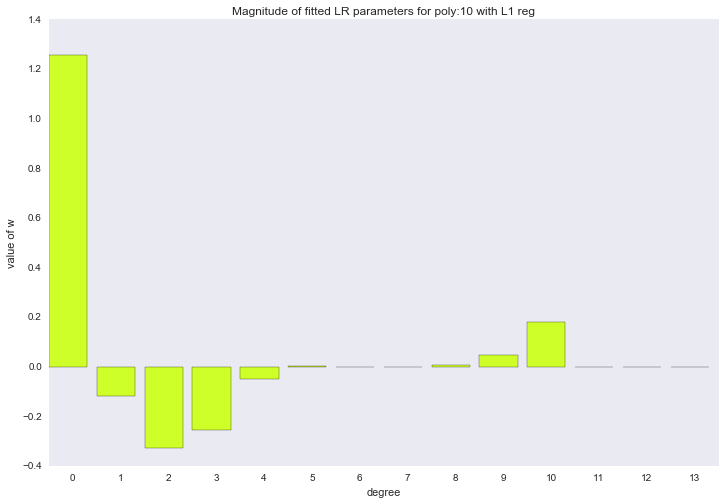 Magnitude of fitted LR parameters for poly:10 with L1 reg
1.4
1.2
1.0
0.8
0.6
0.4
0.2
0.0
−0.2
−0.4
value of w
0 1 2 3 4 5 6 7 8 9 10 11 12 13
degree